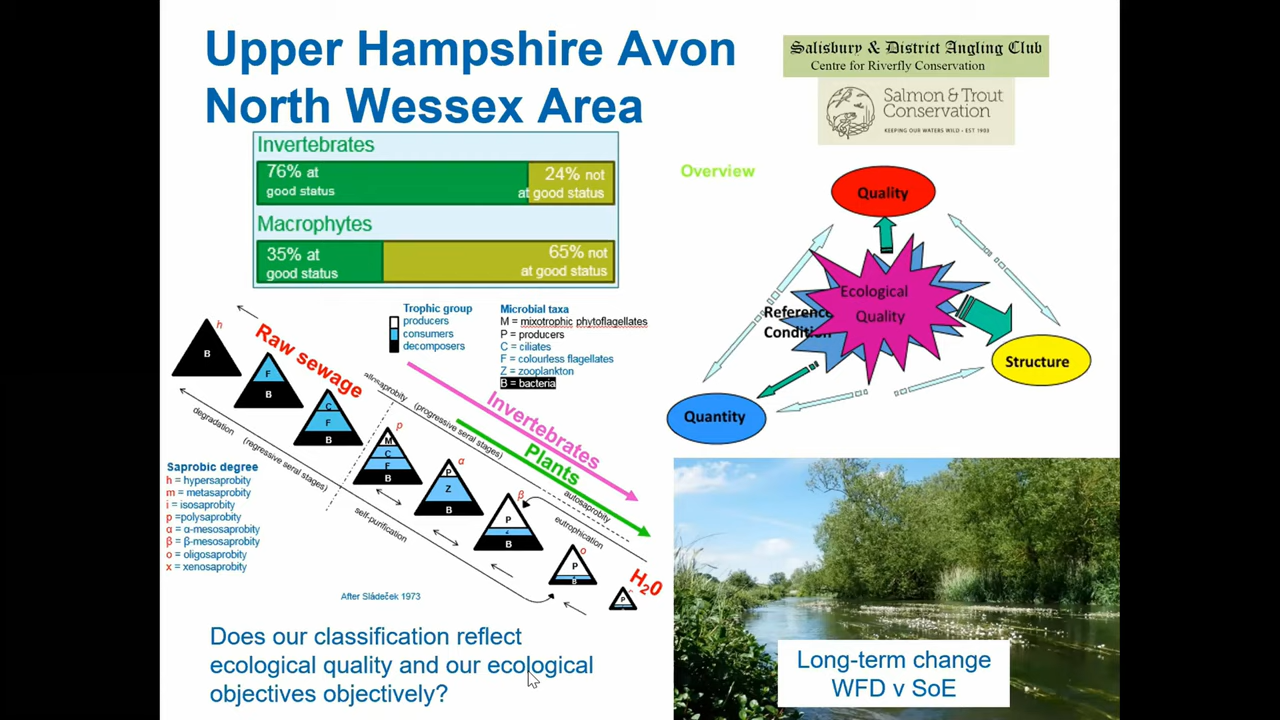 Upper Hampshire Avon
North Wessex Area
Salisbury & District Angling Club
Centre for Riverfly Conservation
Salmon & Trout
Conservation
KEEPING OUR WATERS WILD • EST 1903
Invertebrates
76% at
good status
24% not
at good status
Macrophytes
35% at
good status
65% not
at good status
Overview
Quality
Ecological
Quality
Reference
Condition
Structure
Quantity
Trophic group
producers
consumers
decomposers
Microbial taxa
M = mixotrophic phytoflagellates
P = producers
C = ciliates
F = colourless flagellates
Z = zooplankton
B = bacteria
h
B
F
B
C
F
B
p
M
C
F
B
α
P
Z
B
β
P
B
o
P
B
P
Raw sewage
allosaprobity
(progressive seral stages)
Invertebrates
Plants
autosaprobity
eutrophication
degradation
(regressive seral stages)
self-purification
H20
Saprobic degree
h = hypersaprobity
m = metasaprobity
i = isosaprobity
p =polysaprobity
α = α-mesosaprobity
β = β-mesosaprobity
o = oligosaprobity
x = xenosaprobity
After Sládeček 1973
Does our classification reflect
ecological quality and our ecological
objectives objectively?
Long-term change
WFD v SoE